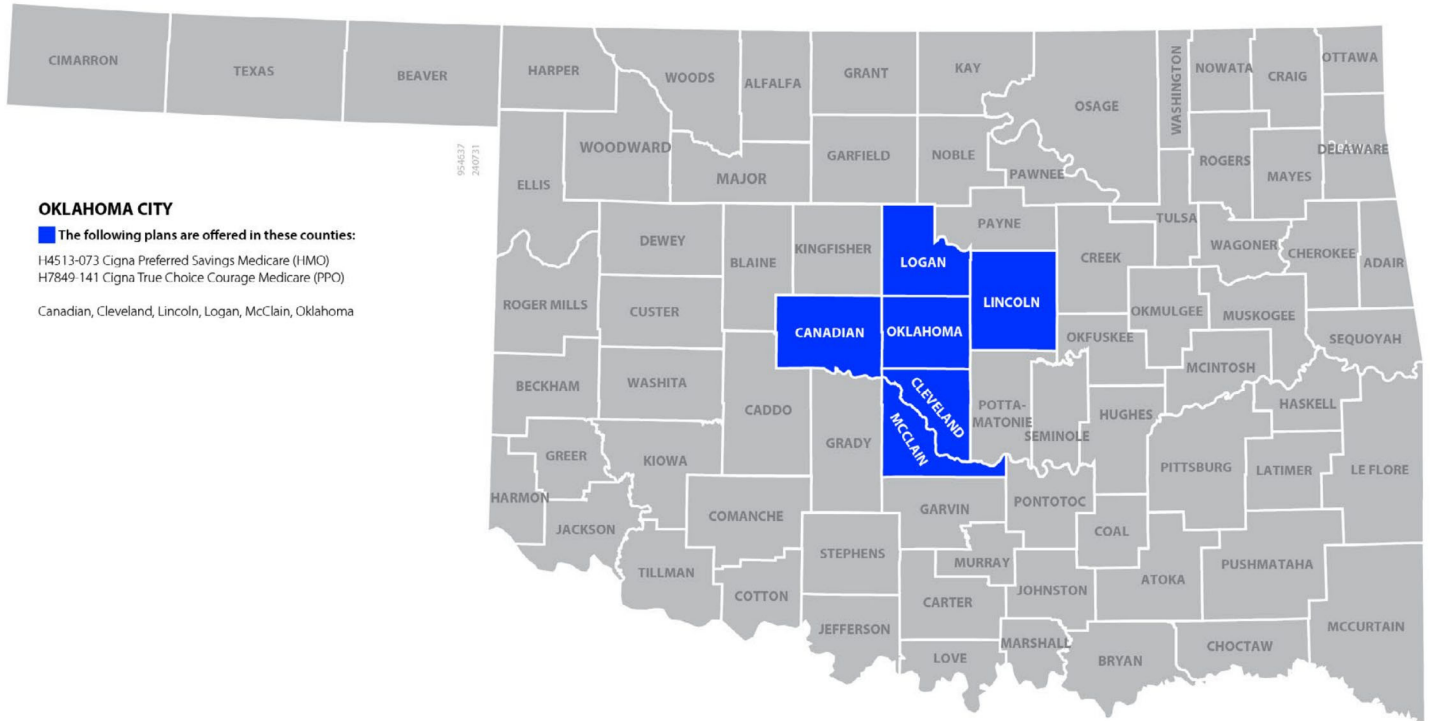 CIMARRON
TEXAS
BEAVER
HARPER
WOODS
ALFALFA
GRANT
KAY
OSAGE
WASHINGTON
NOWATA
CRAIG
OTTAWA
WOODWARD
ELLIS
MAJOR
GARFIELD
NOBLE
PAWNEE
ROGERS
MAYES
DELAWARE
954637
240731
OKLAHOMA CITY
The following plans are offered in these counties:
H4513-073 Cigna Preferred Savings Medicare (HMO)
H7849-141 Cigna True Choice Courage Medicare (PPO)
Canadian, Cleveland, Lincoln, Logan, McClain, Oklahoma
DEWEY
BLAINE
KINGFISHER
LOGAN
PAYNE
CREEK
TULSA
WAGONER
CHEROKEE
ADAIR
ROGER MILLS
CUSTER
CANADIAN
OKLAHOMA
LINCOLN
OKFUSKEE
OKMULGEE
MUSKOGEE
SEQUOYAH
BECKHAM
WASHITA
CADDO
GRADY
CLEVELAND
MCCLAIN
POTTA-
MATONIE
SEMINOLE
HUGHES
MCINTOSH
HASKELL
GREER
KIOWA
PITTSBURG
LATIMER
LE FLORE
HARMON
JACKSON
COMANCHE
GARVIN
PONTOTOC
COAL
STEPHENS
MURRAY
TILLMAN
COTTON
CARTER
JOHNSTON
ATOKA
PUSHMATAHA
JEFFERSON
LOVE
MARSHALL
BRYAN
CHOCTAW
MCCURTAIN